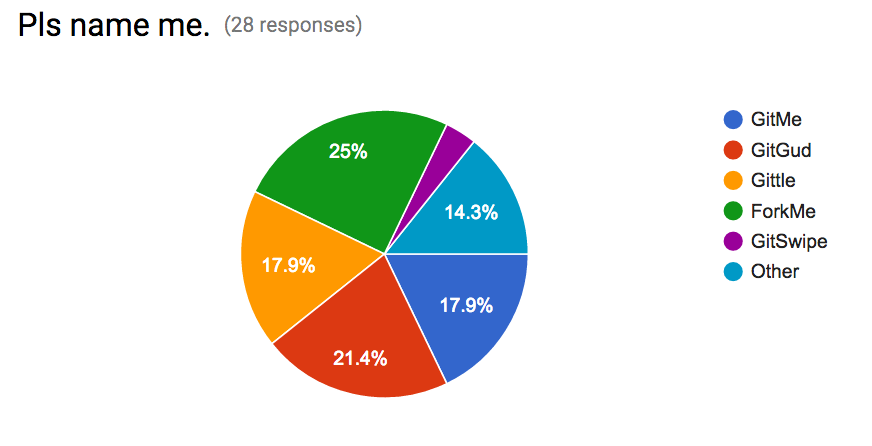 Pls name me. (28 responses)
25%
14.3%
17.9%
17.9%
21.4%
GitMe
GitGud
Gittle
ForkMe
GitSwipe
Other